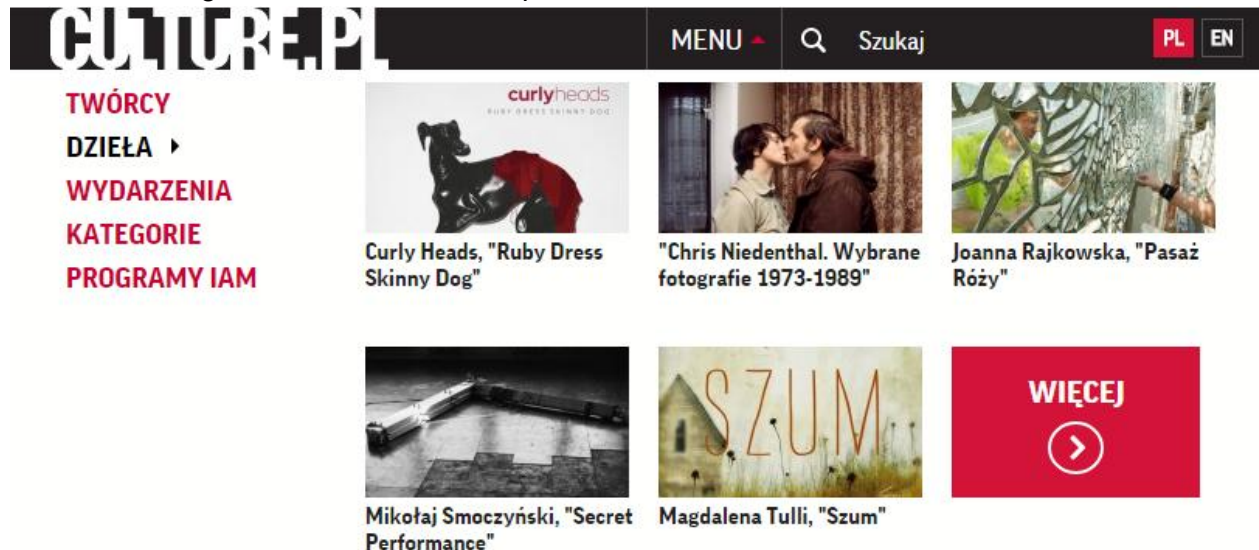 CULTURE.PL
MENU
Szukaj
PL
EN
TWÓRCY
DZIEŁA
WYDARZENIA
KATEGORIE
PROGRAMY IAM
curlyheads
RUBY DRESS SKINNY DOG
Curly Heads, "Ruby Dress
Skinny Dog"
"Chris Niedenthal. Wybrane
fotografie 1973-1989"
Joanna Rajkowska, "Pasaż
Róży"
Mikołaj Smoczyński, "Secret
Performance"
SZUM
Magdalena Tulli, "Szum"
WIĘCEJ